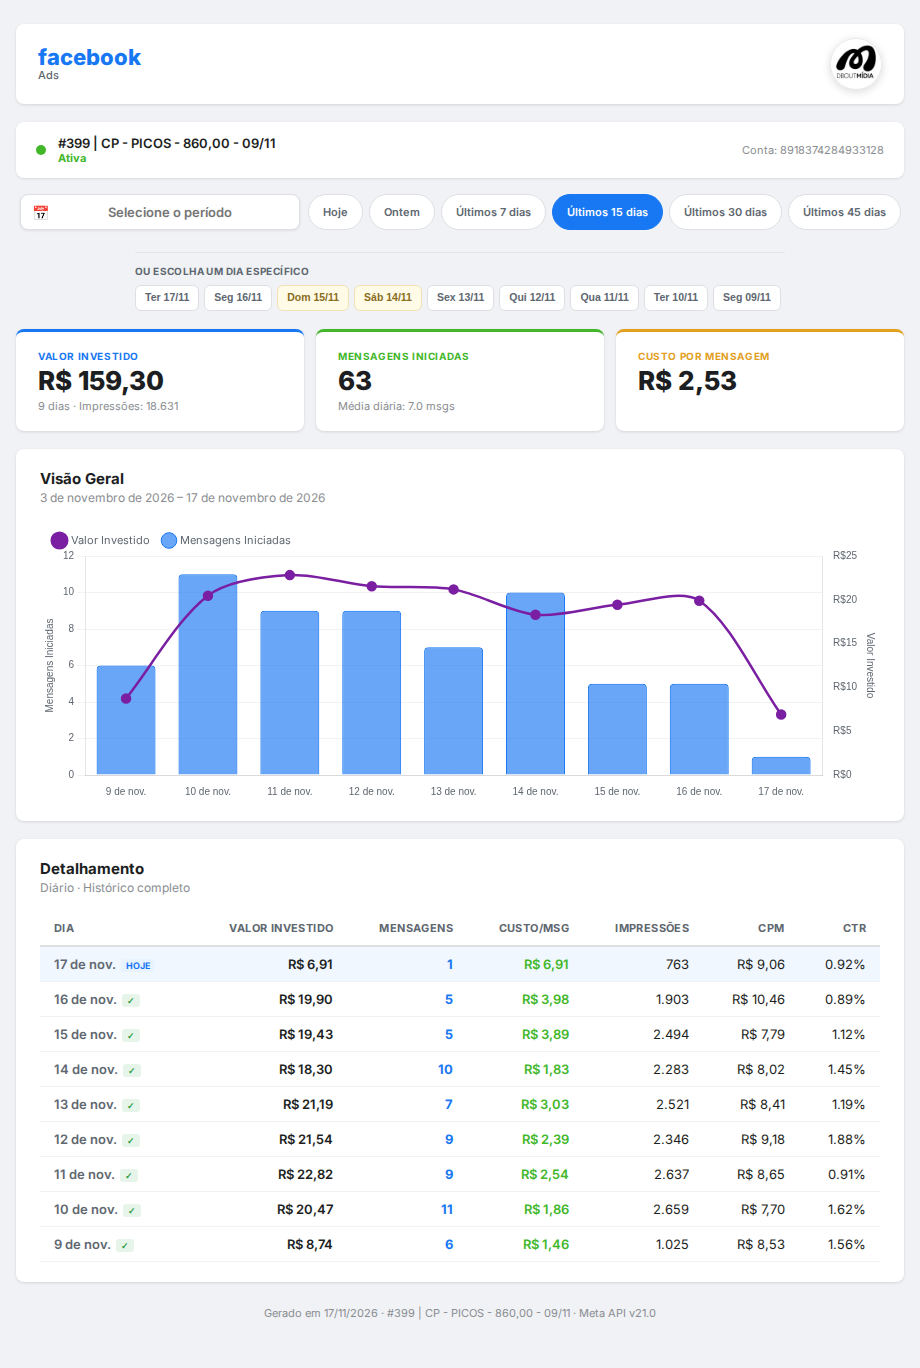 facebook
Ads
DBOUTMÍDIA
#399 | CP - PICOS - 860,00 - 09/11
Ativa
Conta: 8918374284933128
Selecione o período
Hoje
Ontem
Últimos 7 dias
Últimos 15 dias
Últimos 30 dias
Últimos 45 dias
OU ESCOLHA UM DIA ESPECÍFICO
Ter 17/11
Seg 16/11
Dom 15/11
Sáb 14/11
Sex 13/11
Qui 12/11
Qua 11/11
Ter 10/11
Seg 09/11
VALOR INVESTIDO
R$ 159,30
9 dias · Impressões: 18.631
MENSAGENS INICIADAS
63
Média diária: 7.0 msgs
CUSTO POR MENSAGEM
R$ 2,53
Visão Geral
3 de novembro de 2026 – 17 de novembro de 2026
Valor Investido
Mensagens Iniciadas
12
10
8
6
4
2
0
Mensagens Iniciadas
R$25
R$20
R$15
R$10
R$5
R$0
Valor Investido
9 de nov.
10 de nov.
11 de nov.
12 de nov.
13 de nov.
14 de nov.
15 de nov.
16 de nov.
17 de nov.
Detalhamento
Diário · Histórico completo
DIA VALOR INVESTIDO MENSAGENS CUSTO/MSG IMPRESSÕES CPM CTR
17 de nov. HOJE R$ 6,91 1 R$ 6,91 763 R$ 9,06 0.92%
16 de nov. ✓ R$ 19,90 5 R$ 3,98 1.903 R$ 10,46 0.89%
15 de nov. ✓ R$ 19,43 5 R$ 3,89 2.494 R$ 7,79 1.12%
14 de nov. ✓ R$ 18,30 10 R$ 1,83 2.283 R$ 8,02 1.45%
13 de nov. ✓ R$ 21,19 7 R$ 3,03 2.521 R$ 8,41 1.19%
12 de nov. ✓ R$ 21,54 9 R$ 2,39 2.346 R$ 9,18 1.88%
11 de nov. ✓ R$ 22,82 9 R$ 2,54 2.637 R$ 8,65 0.91%
10 de nov. ✓ R$ 20,47 11 R$ 1,86 2.659 R$ 7,70 1.62%
9 de nov. ✓ R$ 8,74 6 R$ 1,46 1.025 R$ 8,53 1.56%
Gerado em 17/11/2026 · #399 | CP - PICOS - 860,00 - 09/11 · Meta API v21.0